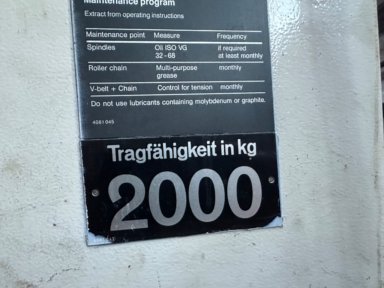 Maintenance program
Extract from operating instructions
Maintenance point Measure Frequency
Spindles Oil ISO VG if required
32-68 at least monthly
Roller chain Multi-purpose monthly
grease
V-belt + Chain Control for tension monthly
Do not use lubricants containing molybdenum or graphite.
4081045
Tragfähigkeit in kg
2000